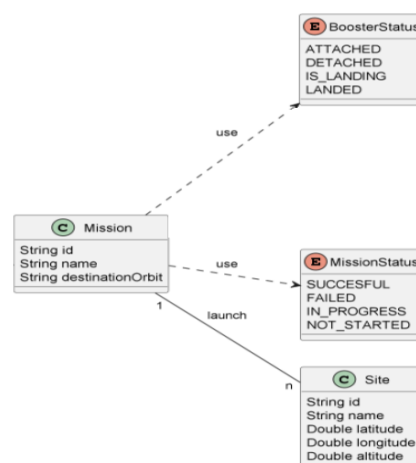 E BoosterStatus
ATTACHED
DETACHED
IS_LANDING
LANDED
use
C Mission
String id
String name
String destinationOrbit
use
E MissionStatus
SUCCESFUL
FAILED
IN_PROGRESS
NOT_STARTED
1
launch
n
C Site
String id
String name
Double latitude
Double longitude
Double altitude